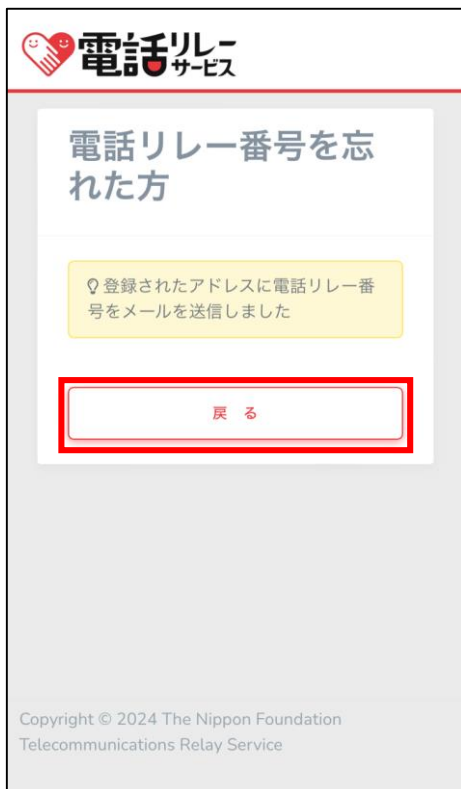 電話リレーサービス
電話リレー番号を忘
れた方
登録されたアドレスに電話リレー番
号をメールを送信しました
戻 る
Copyright © 2024 The Nippon Foundation
Telecommunications Relay Service